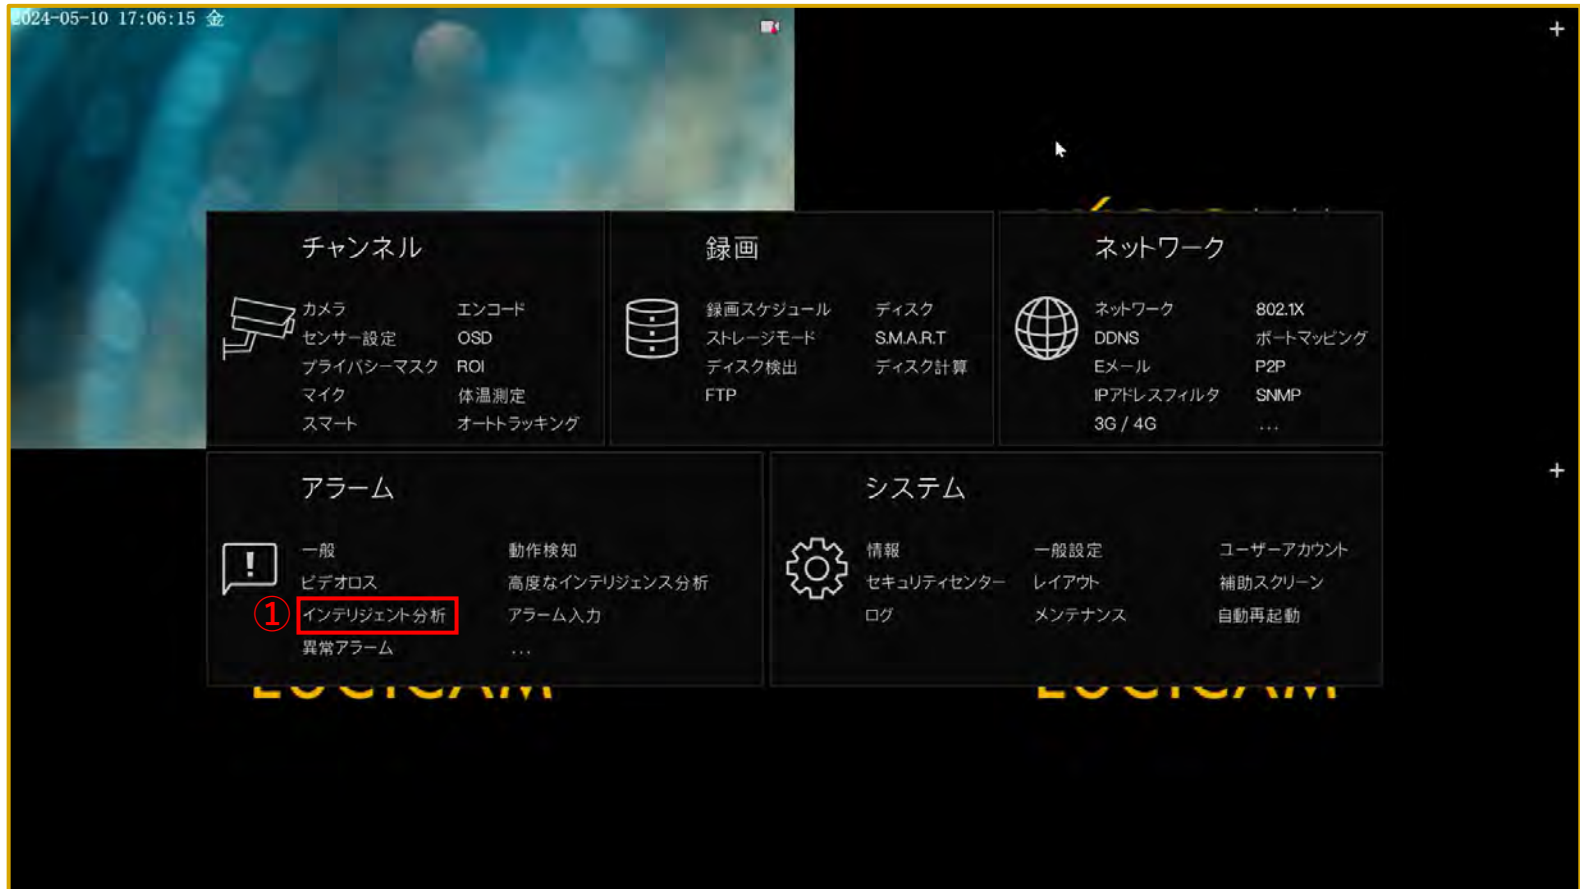 2024-05-10 17:06:15 金
チャンネル
カメラ エンコード
センサー設定 OSD
プライバシーマスク ROI
マイク 体温測定
スマート オートトラッキング
録画
録画スケジュール ディスク
ストレージモード S.M.A.R.T
ディスク検出 ディスク計算
FTP
ネットワーク
ネットワーク 802.1X
DDNS ポートマッピング
Eメール P2P
IPアドレスフィルタ SNMP
3G / 4G ...
アラーム
一般 動作検知
ビデオロス 高度なインテリジェンス分析
① インテリジェント分析 アラーム入力
異常アラーム ...
システム
情報 一般設定 ユーザーアカウント
セキュリティセンター レイアウト 補助スクリーン
ログ メンテナンス 自動再起動